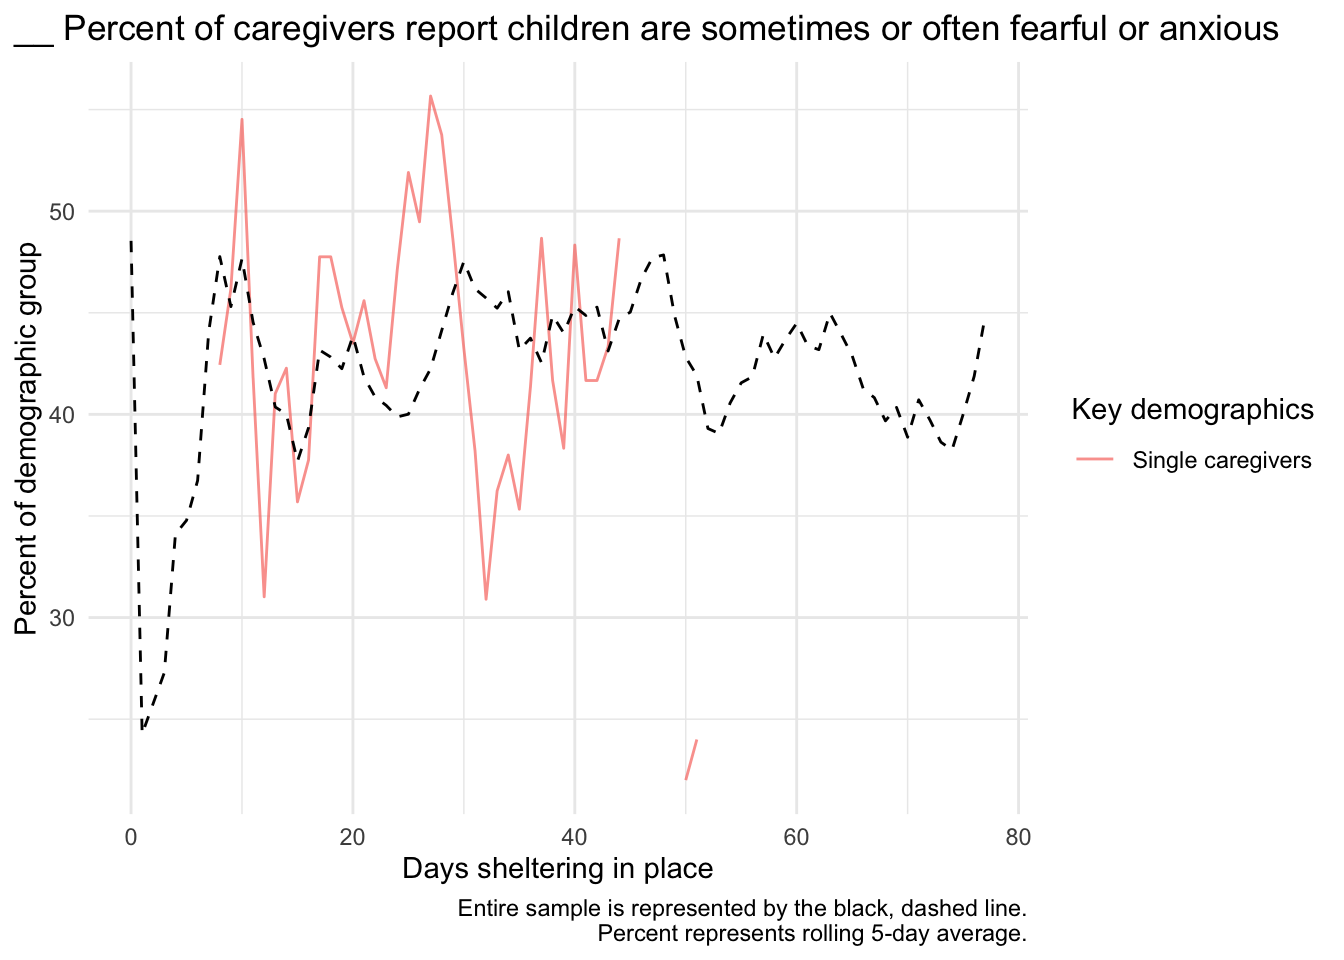 __ Percent of caregivers report children are sometimes or often fearful or anxious
Percent of demographic group
50
40
30
0 20 40 60 80
Days sheltering in place
Key demographics
Single caregivers
Entire sample is represented by the black, dashed line.
Percent represents rolling 5-day average.